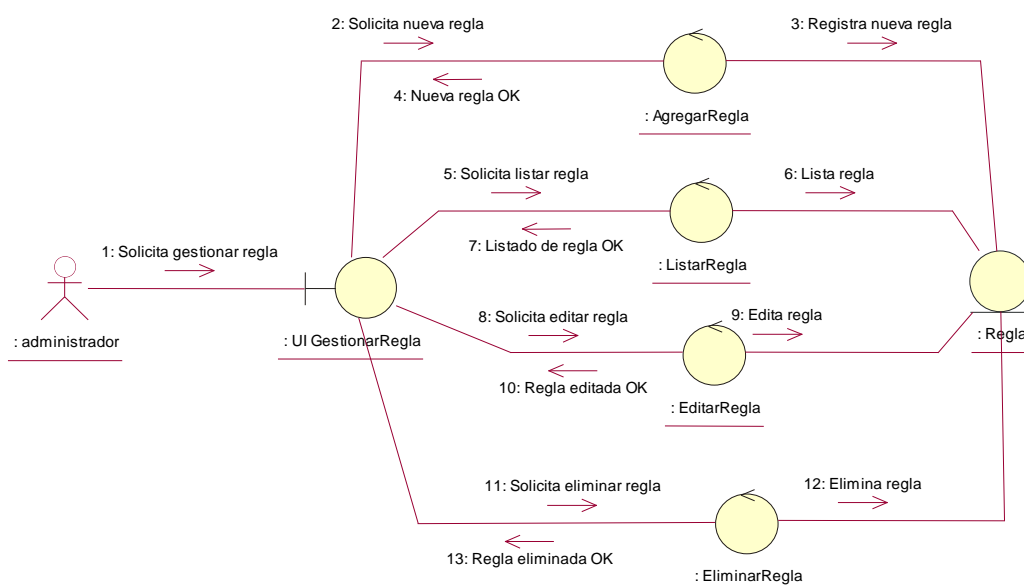 2: Solicita nueva regla
3: Registra nueva regla
4: Nueva regla OK
: AgregarRegla
5: Solicita listar regla
6: Lista regla
7: Listado de regla OK
: ListarRegla
1: Solicita gestionar regla
: administrador
: UI GestionarRegla
8: Solicita editar regla
9: Edita regla
: Regla
10: Regla editada OK
: EditarRegla
11: Solicita eliminar regla
12: Elimina regla
13: Regla eliminada OK
: EliminarRegla